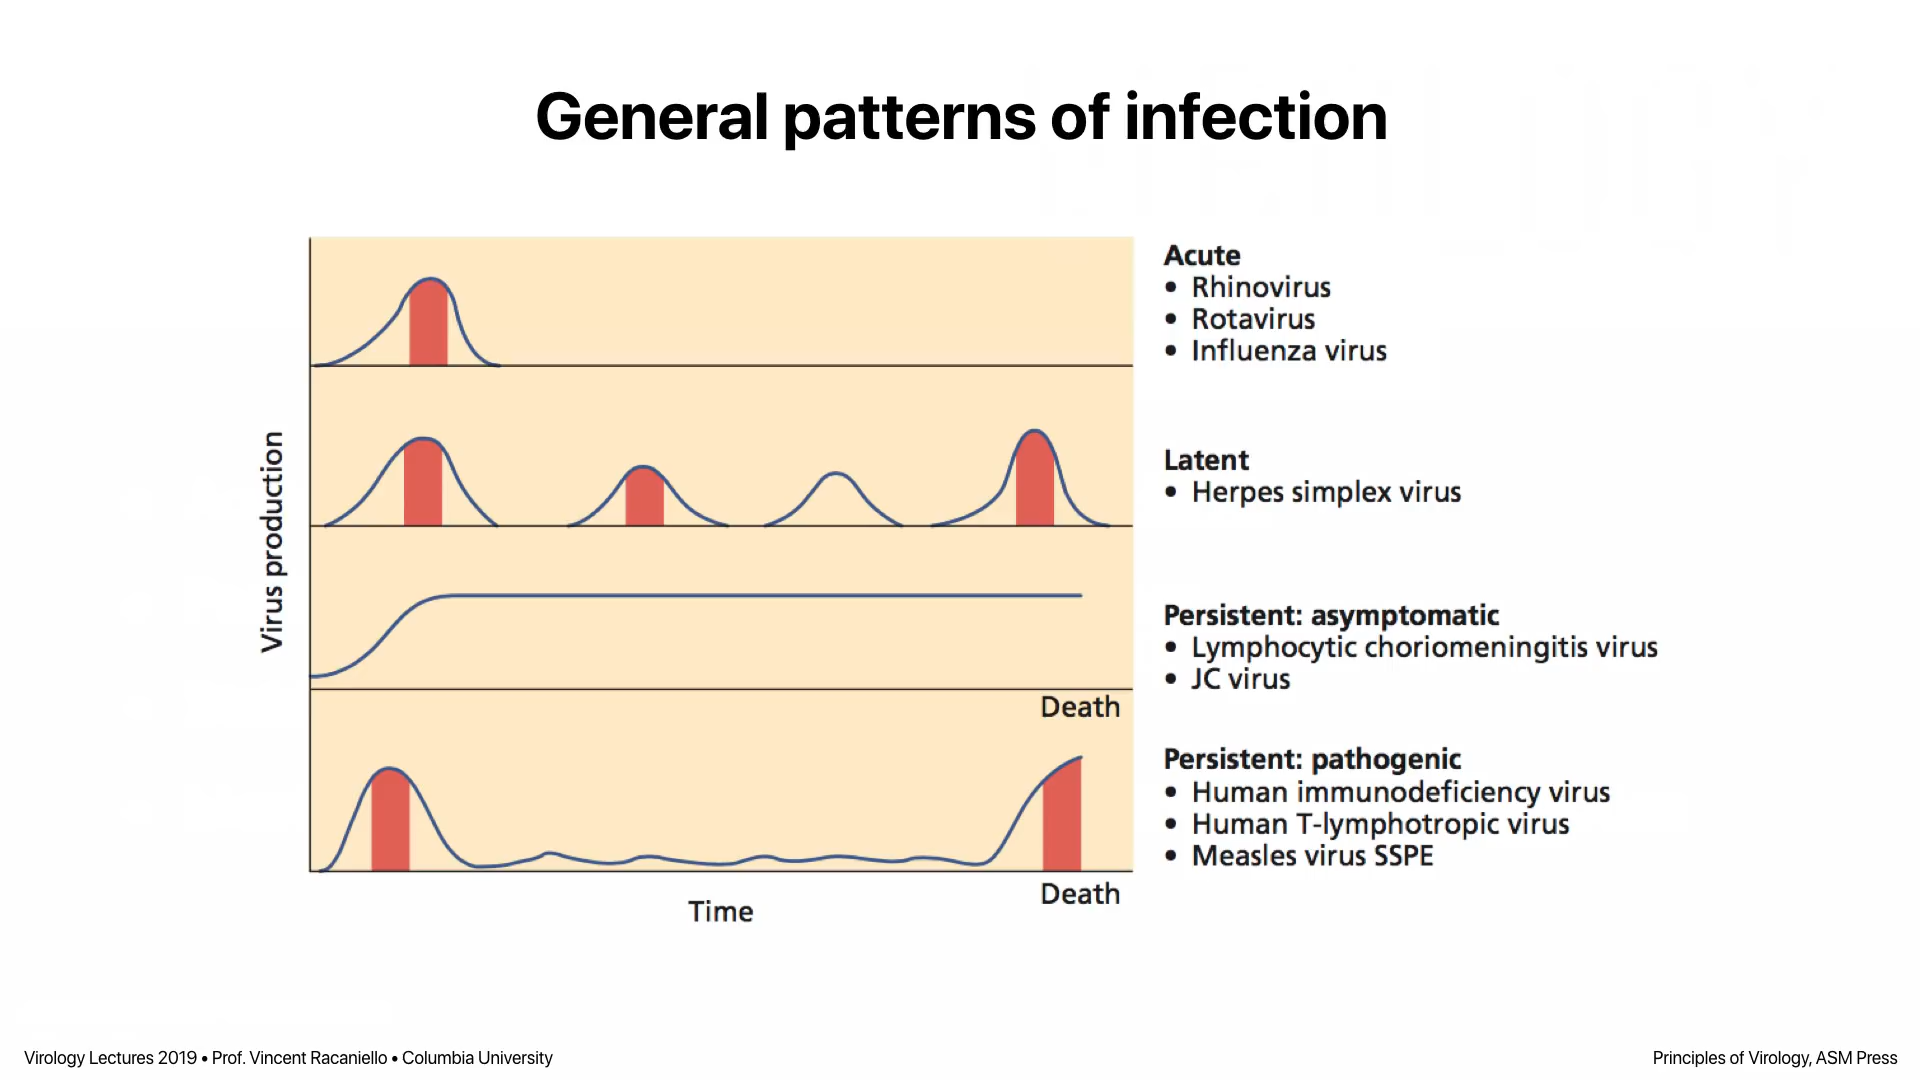 General patterns of infection
Virus production
Acute
• Rhinovirus
• Rotavirus
• Influenza virus
Latent
• Herpes simplex virus
Persistent: asymptomatic
• Lymphocytic choriomeningitis virus
• JC virus
Death
Persistent: pathogenic
• Human immunodeficiency virus
• Human T-lymphotropic virus
• Measles virus SSPE
Death
Time
Virology Lectures 2019 • Prof. Vincent Racaniello • Columbia University
Principles of Virology, ASM Press